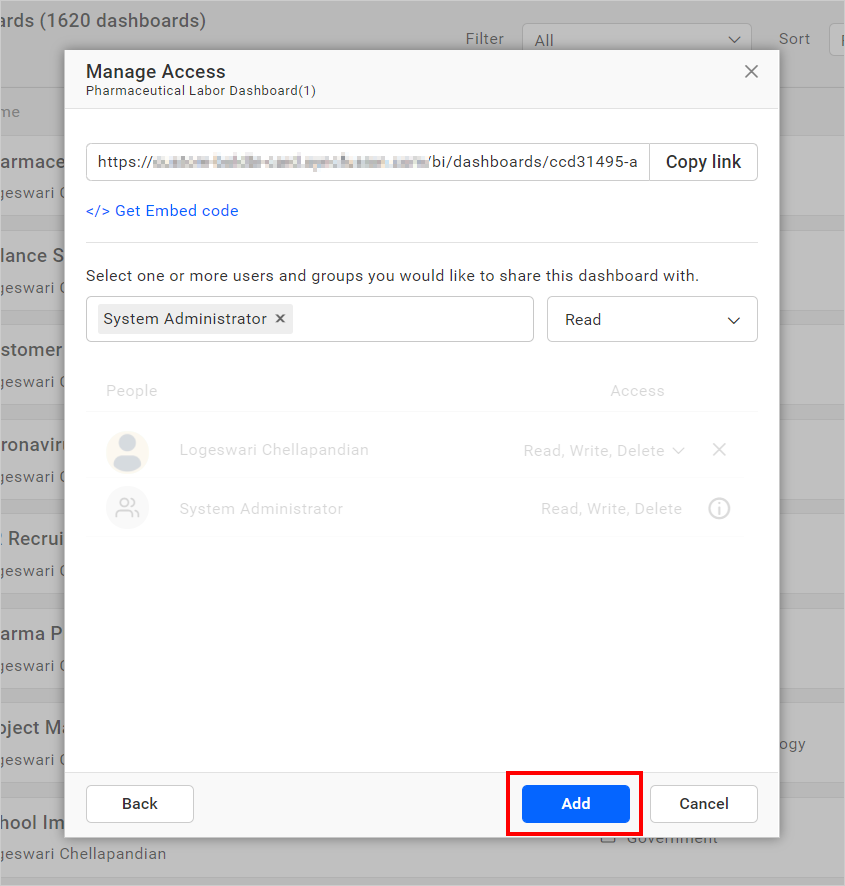 ards (1620 dashboards)
Filter All Sort
Manage Access
Pharmaceutical Labor Dashboard(1)
https:// /bi/dashboards/ccd31495-a Copy link
</> Get Embed code
Select one or more users and groups you would like to share this dashboard with.
System Administrator × Read
People Access
Logeswari Chellapandian Read, Write, Delete
System Administrator Read, Write, Delete
Back Add Cancel
me
armace
geswari C
lance S
geswari C
stomer
geswari C
ronaviru
geswari C
Recrui
geswari C
arma P
geswari C
oject Ma
geswari C
ogy
hool Im
geswari Chellapandian
Government